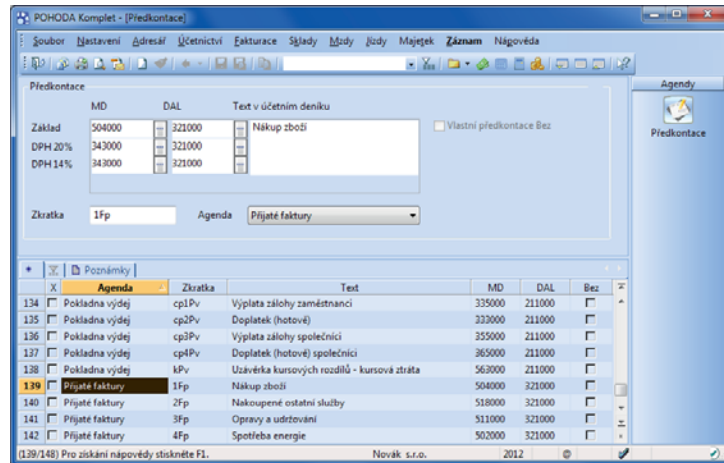 POHODA Komplet - [Předkontace]
Soubor Nastavení Adresář Účetnictví Fakturace Sklady Mzdy Jízdy Majetek Záznam Nápověda
Agendy
Předkontace
Předkontace
MD DAL Text v účetním deníku
Základ 504000 321000 Nákup zboží Vlastní předkontace Bez
DPH 20% 343000 321000
DPH 14% 343000 321000
Zkratka 1Fp Agenda Přijaté faktury
* Poznámky
X Agenda Zkratka Text MD DAL Bez
134 Pokladna výdej cp1Pv Výplata zálohy zaměstnanci 335000 211000
135 Pokladna výdej cp2Pv Doplatek (hotové) 333000 211000
136 Pokladna výdej cp3Pv Výplata zálohy společníci 355000 211000
137 Pokladna výdej cp4Pv Doplatek (hotové) společníci 365000 211000
138 Pokladna výdej kPv Uzávěrka kursových rozdílů - kursová ztráta 563000 211000
139 Přijaté faktury 1Fp Nákup zboží 504000 321000
140 Přijaté faktury 2Fp Nakoupené ostatní služby 518000 321000
141 Přijaté faktury 3Fp Opravy a udržování 511000 321000
142 Přijaté faktury 4Fp Spotřeba energie 502000 321000
(139/148) Pro získání nápovědy stiskněte F1. Novák s.r.o. 2012 @